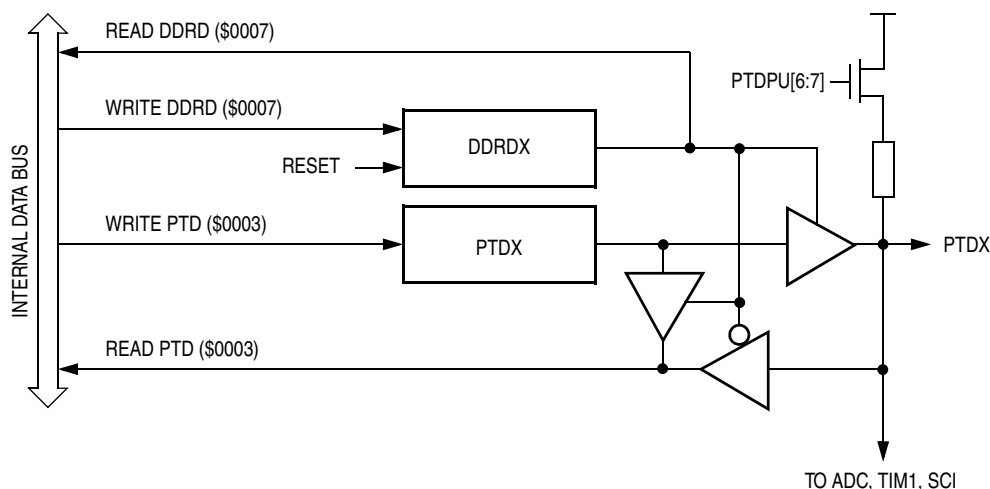 READ DDRD ($0007)
PTDPU[6:7]
WRITE DDRD ($0007)
DDRDX
RESET
INTERNAL DATA BUS
WRITE PTD ($0003)
PTDX
PTDX
READ PTD ($0003)
TO ADC, TIM1, SCI